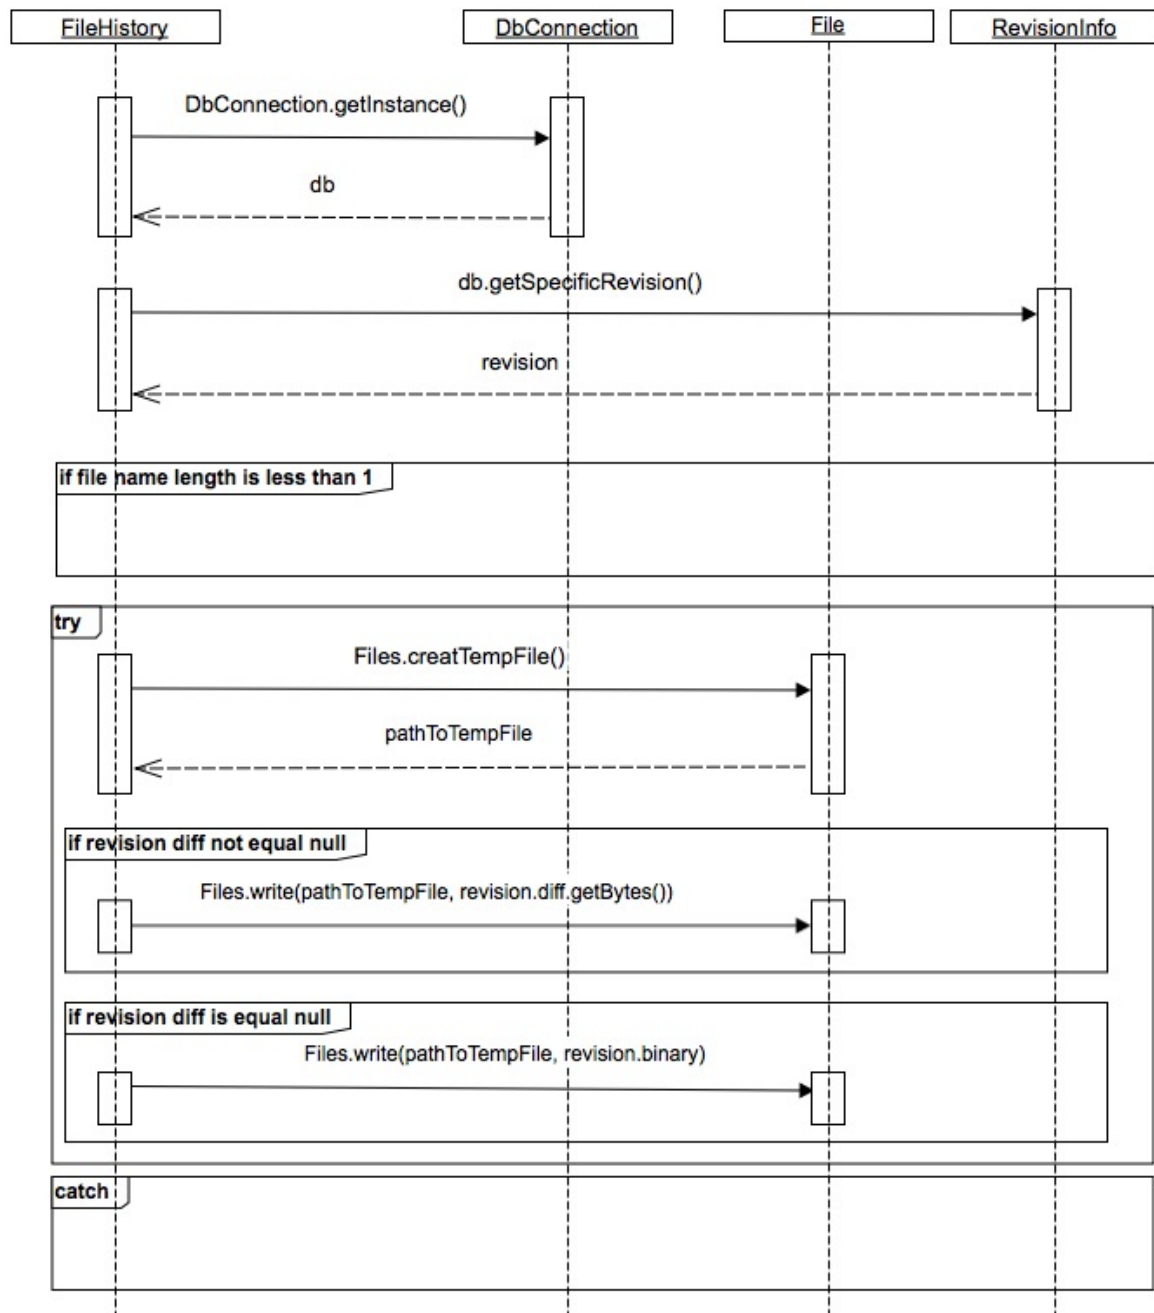 FileHistory DbConnection File RevisionInfo
DbConnection.getInstance()
db
db.getSpecificRevision()
revision
if file name length is less than 1
try
Files.creatTempFile()
pathToTempFile
if revision diff not equal null
Files.write(pathToTempFile, revision.diff.getBytes())
if revision diff is equal null
Files.write(pathToTempFile, revision.binary)
catch